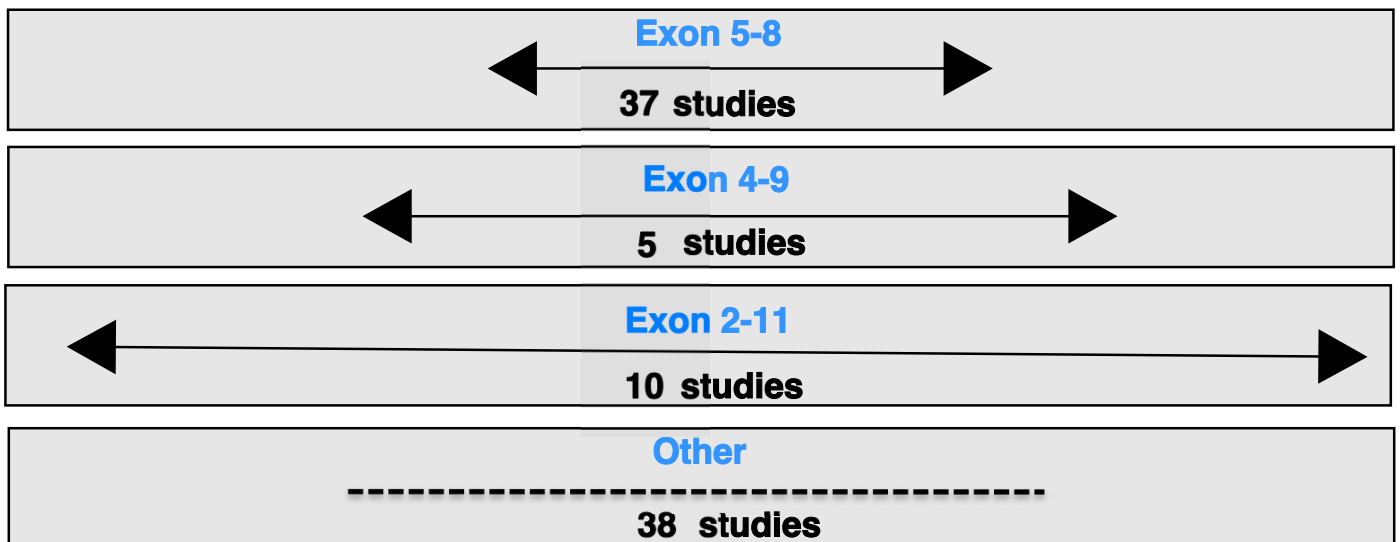 Exon 5-8
37 studies
Exon 4-9
5 studies
Exon 2-11
10 studies
Other
38 studies